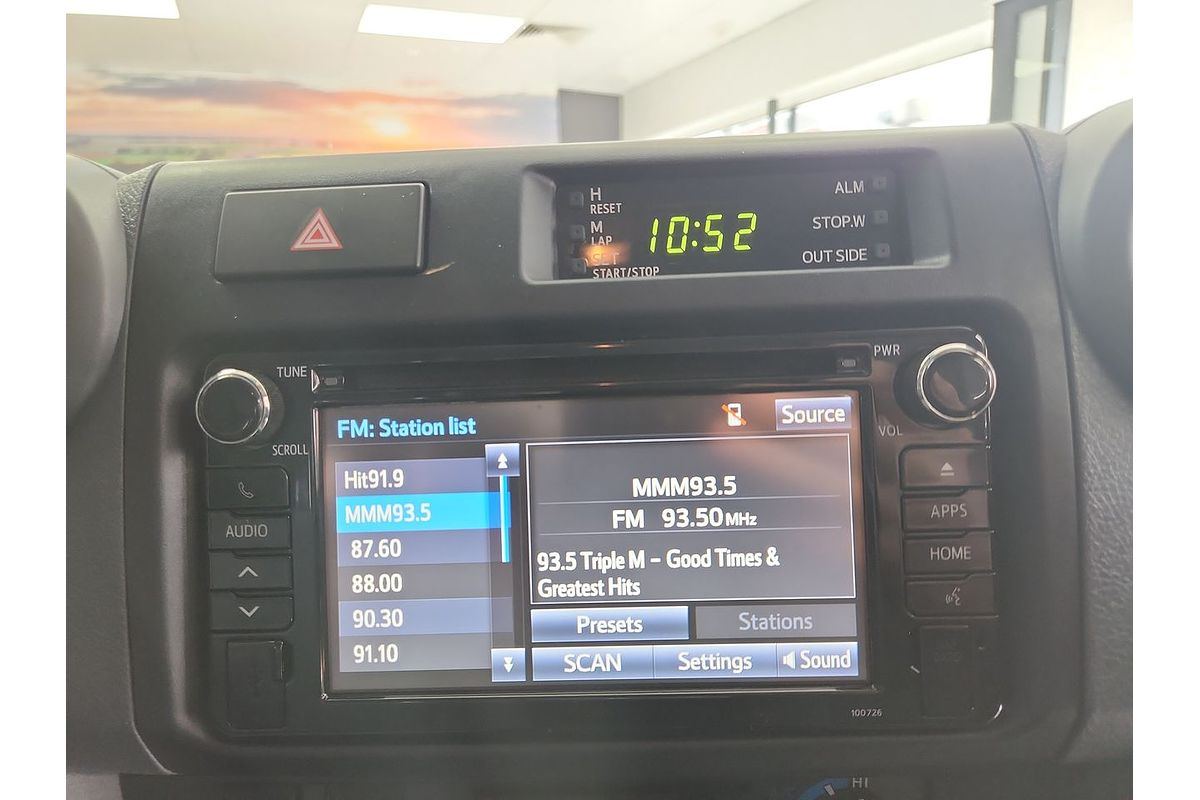 H
RESET
M
LAP
SET
START/STOP
10:52
ALM
STOP.W
OUT SIDE
TUNE
SCROLL
AUDIO
PWR
VOL
APPS
HOME
FM: Station list
Source
Hit91.9
MMM93.5
87.60
88.00
90.30
91.10
MMM93.5
FM 93.50 MHz
93.5 Triple M – Good Times &
Greatest Hits
Presets
Stations
SCAN
Settings
Sound
100726
HI